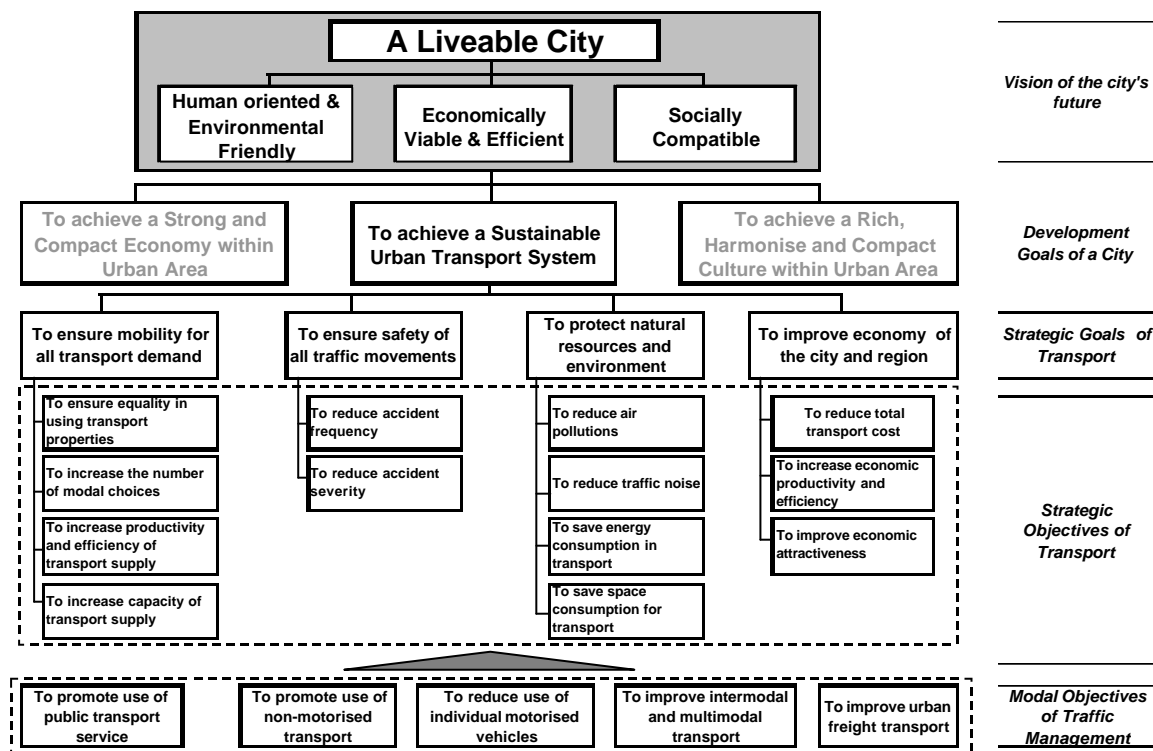 A Liveable City
Human oriented &
Environmental
Friendly
Economically
Viable & Efficient
Socially
Compatible
Vision of the city's
future
To achieve a Strong and
Compact Economy within
Urban Area
To achieve a Sustainable
Urban Transport System
To achieve a Rich,
Harmonise and Compact
Culture within Urban Area
Development
Goals of a City
To ensure mobility for
all transport demand
To ensure safety of
all traffic movements
To protect natural
resources and
environment
To improve economy of
the city and region
Strategic Goals of
Transport
To ensure equality in
using transport
properties
To increase the number
of modal choices
To increase productivity
and efficiency of
transport supply
To increase capacity of
transport supply
To reduce accident
frequency
To reduce accident
severity
To reduce air
pollutions
To reduce traffic noise
To save energy
consumption in
transport
To save space
consumption for
transport
To reduce total
transport cost
To increase economic
productivity and
efficiency
To improve economic
attractiveness
Strategic
Objectives of
Transport
To promote use of
public transport
service
To promote use of
non-motorised
transport
To reduce use of
individual motorised
vehicles
To improve intermodal
and multimodal
transport
To improve urban
freight transport
Modal Objectives
of Traffic
Management